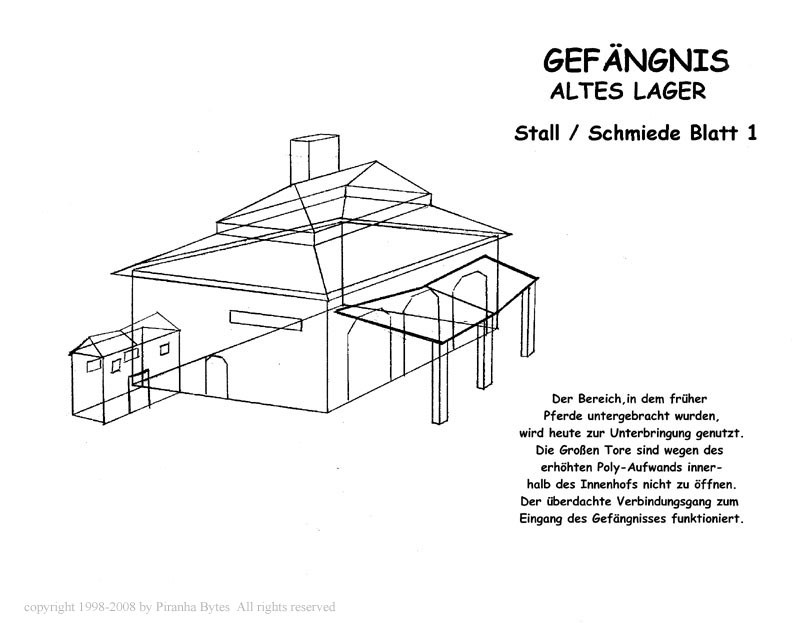 GEFÄNGNIS
ALTES LAGER
Stall / Schmiede Blatt 1
Der Bereich, in dem früher
Pferde untergebracht wurden,
wird heute zur Unterbringung genutzt.
Die Großen Tore sind wegen des
erhöhten Poly-Aufwands inner-
halb des Innenhofs nicht zu öffnen.
Der überdachte Verbindungsgang zum
Eingang des Gefängnisses funktioniert.
copyright 1998-2008 by Piranha Bytes All rights reserved